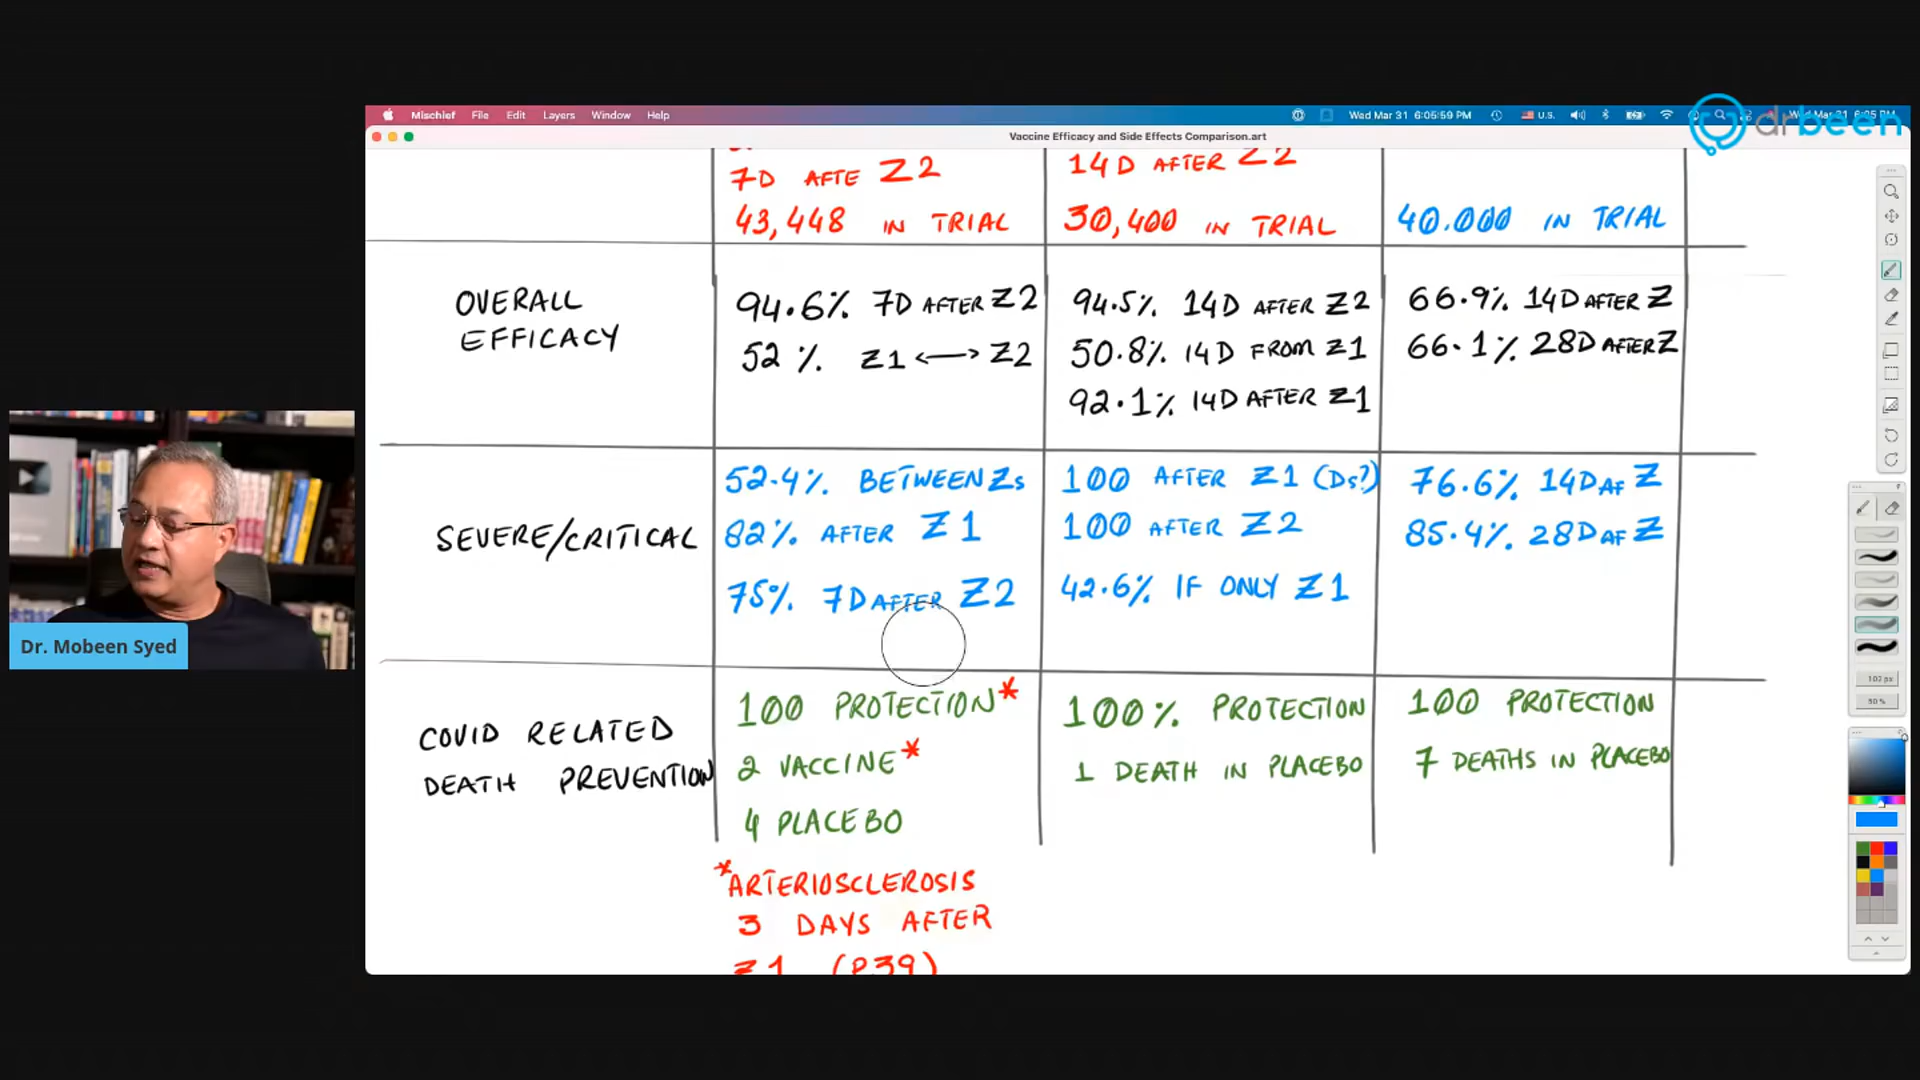 drbeen
Mischief File Edit Layers Window Help
Wed Mar 31 6:05:59 PM
U.S.
Vaccine Efficacy and Side Effects Comparison.art
7D AFTE Z2
43,448 IN TRIAL
14D AFTER Z2
30,400 IN TRIAL
40.000 IN TRIAL
OVERALL
EFFICACY
94.6% 7D AFTER Z2
52 % Z1 <--> Z2
94.5% 14D AFTER Z2
50.8% 14D FROM Z1
92.1% 14D AFTER Z1
66.9% 14D AFTER Z
66.1% 28D AFTER Z
SEVERE/CRITICAL
52.4% BETWEEN Zs
82% AFTER Z1
75% 7D AFTER Z2
100 AFTER Z1 (Ds?)
100 AFTER Z2
42.6% IF ONLY Z1
76.6% 14D AF Z
85.4% 28D AF Z
COVID RELATED
DEATH PREVENTION
100 PROTECTION*
2 VACCINE*
4 PLACEBO
100% PROTECTION
1 DEATH IN PLACEBO
100 PROTECTION
7 DEATHS IN PLACEBO
*ARTERIOSCLEROSIS
3 DAYS AFTER
Z1 (P39)
Dr. Mobeen Syed
102 px
50 %